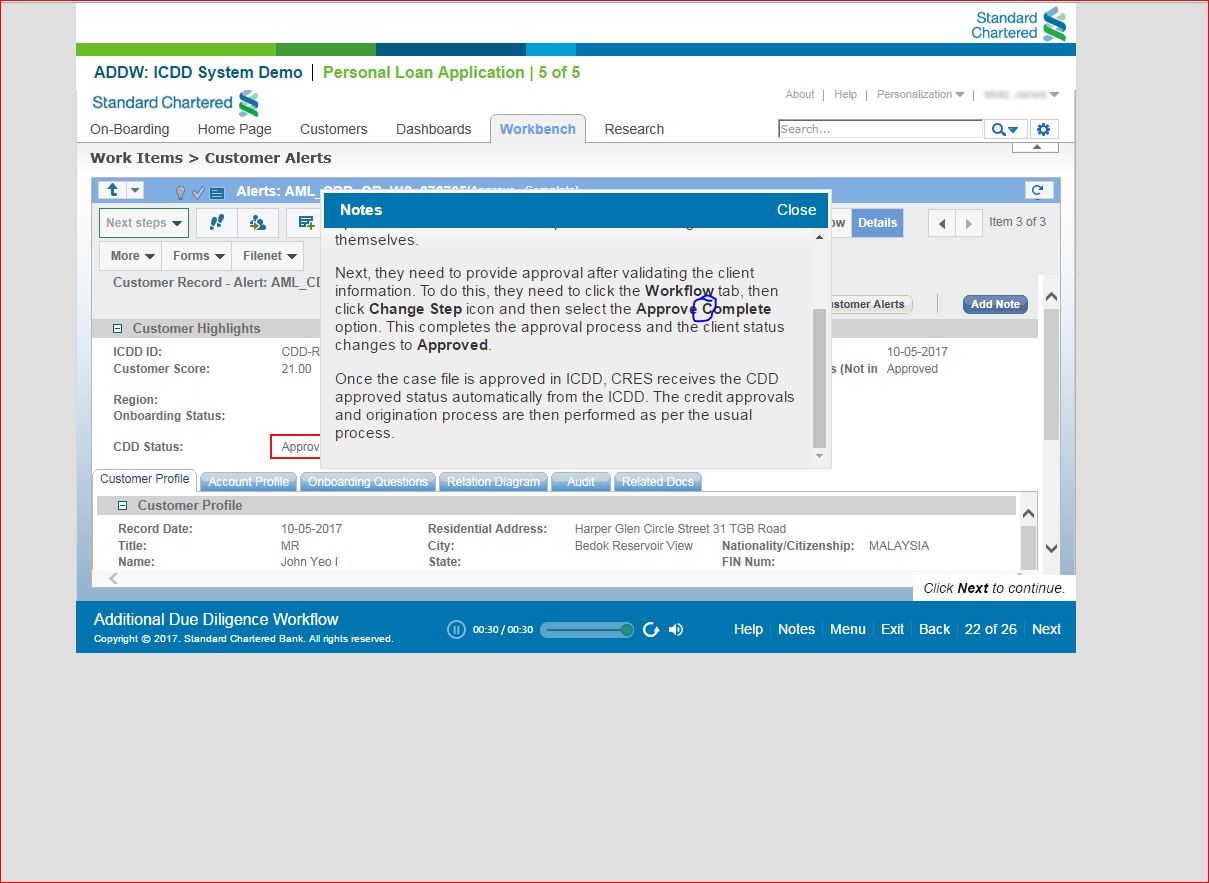 Standard
Chartered
ADDW: ICDD System Demo | Personal Loan Application | 5 of 5
Standard Chartered
About | Help | Personalization |
On-Boarding Home Page Customers Dashboards Workbench Research
Search...
Work Items > Customer Alerts
Alerts: AML_
Next steps
Details
Item 3 of 3
More Forms Filenet
Customer Record - Alert: AML_CD
stomer Alerts
Add Note
Customer Highlights
ICDD ID: CDD-R
10-05-2017
Customer Score: 21.00
s (Not in Approved
Region:
Onboarding Status:
CDD Status: Approv
Notes Close
themselves.
Next, they need to provide approval after validating the client
information. To do this, they need to click the Workflow tab, then
click Change Step icon and then select the Approve Complete
option. This completes the approval process and the client status
changes to Approved.
Once the case file is approved in ICDD, CRES receives the CDD
approved status automatically from the ICDD. The credit approvals
and origination process are then performed as per the usual
process.
Customer Profile Account Profile Onboarding Questions Relation Diagram Audit Related Docs
Customer Profile
Record Date: 10-05-2017 Residential Address: Harper Glen Circle Street 31 TGB Road
Title: MR City: Bedok Reservoir View Nationality/Citizenship: MALAYSIA
Name: John Yeo I State: FIN Num:
Click Next to continue.
Additional Due Diligence Workflow
Copyright © 2017. Standard Chartered Bank. All rights reserved.
00:30 / 00:30
Help Notes Menu Exit Back 22 of 26 Next